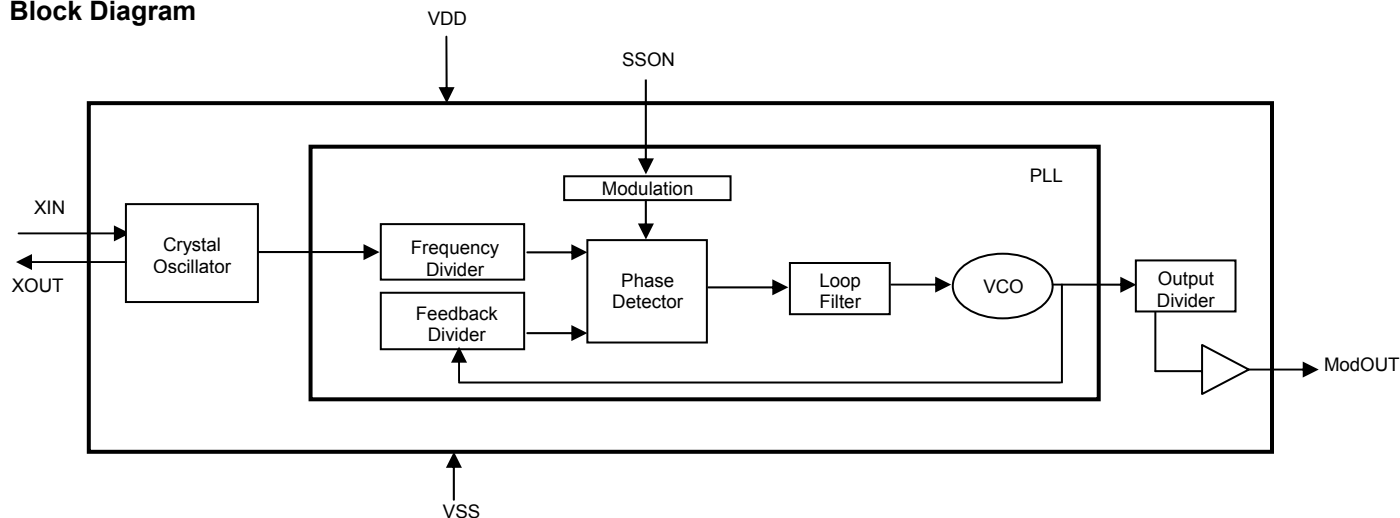 Block Diagram
VDD
SSON
PLL
Modulation
XIN
XOUT
Crystal
Oscillator
Frequency
Divider
Feedback
Divider
Phase
Detector
Loop
Filter
VCO
Output
Divider
ModOUT
VSS